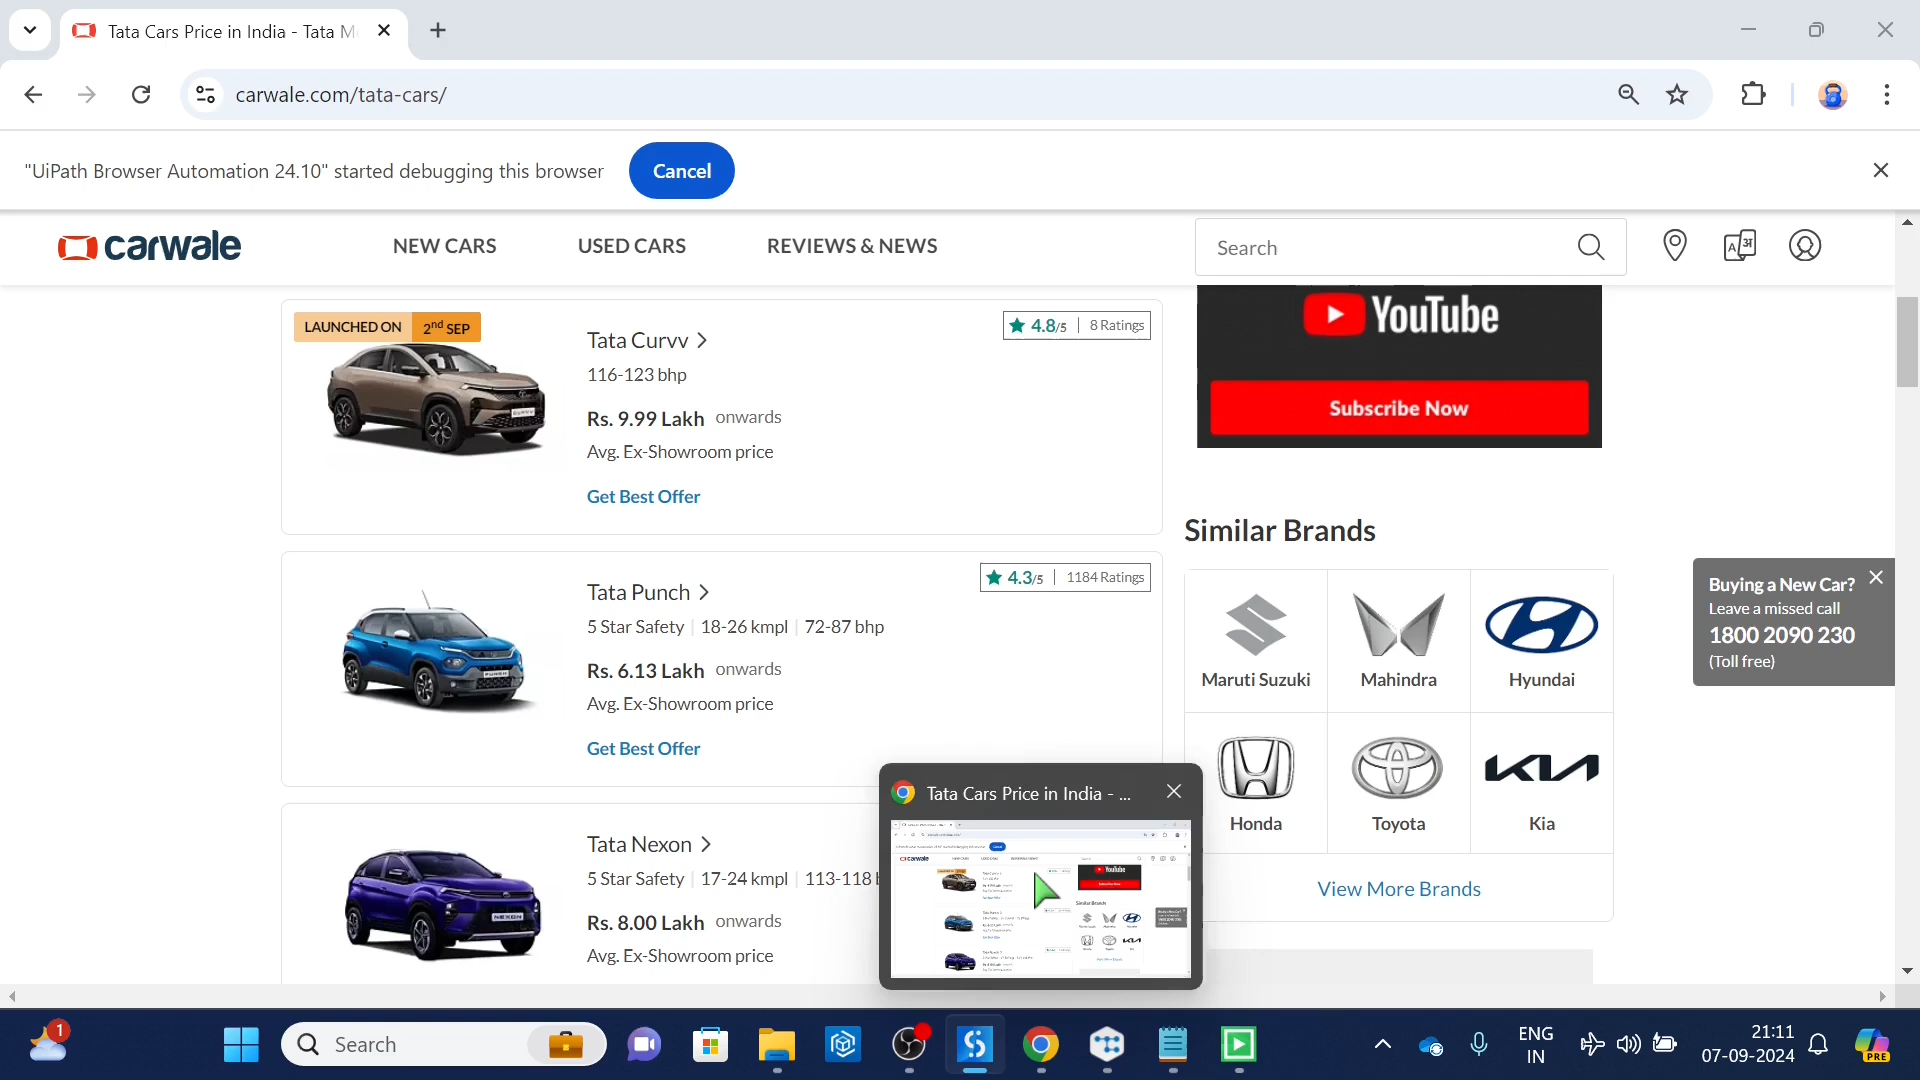 Tata Cars Price in India - Tata M
carwale.com/tata-cars/
"UiPath Browser Automation 24.10" started debugging this browser
Cancel
carwale
NEW CARS
USED CARS
REVIEWS & NEWS
Search
LAUNCHED ON 2nd SEP
Tata Curvv
4.8/5 | 8 Ratings
116-123 bhp
Rs. 9.99 Lakh onwards
Avg. Ex-Showroom price
Get Best Offer
Tata Punch
4.3/5 | 1184 Ratings
5 Star Safety | 18-26 kmpl | 72-87 bhp
Rs. 6.13 Lakh onwards
Avg. Ex-Showroom price
Get Best Offer
Tata Nexon
5 Star Safety | 17-24 kmpl | 113-118
Rs. 8.00 Lakh onwards
Avg. Ex-Showroom price
YouTube
Subscribe Now
Similar Brands
Maruti Suzuki
Mahindra
Hyundai
Honda
Toyota
Kia
View More Brands
Buying a New Car?
Leave a missed call
1800 2090 230
(Toll free)
Tata Cars Price in India - ...
1
Search
ENG
IN
21:11
07-09-2024
PRE